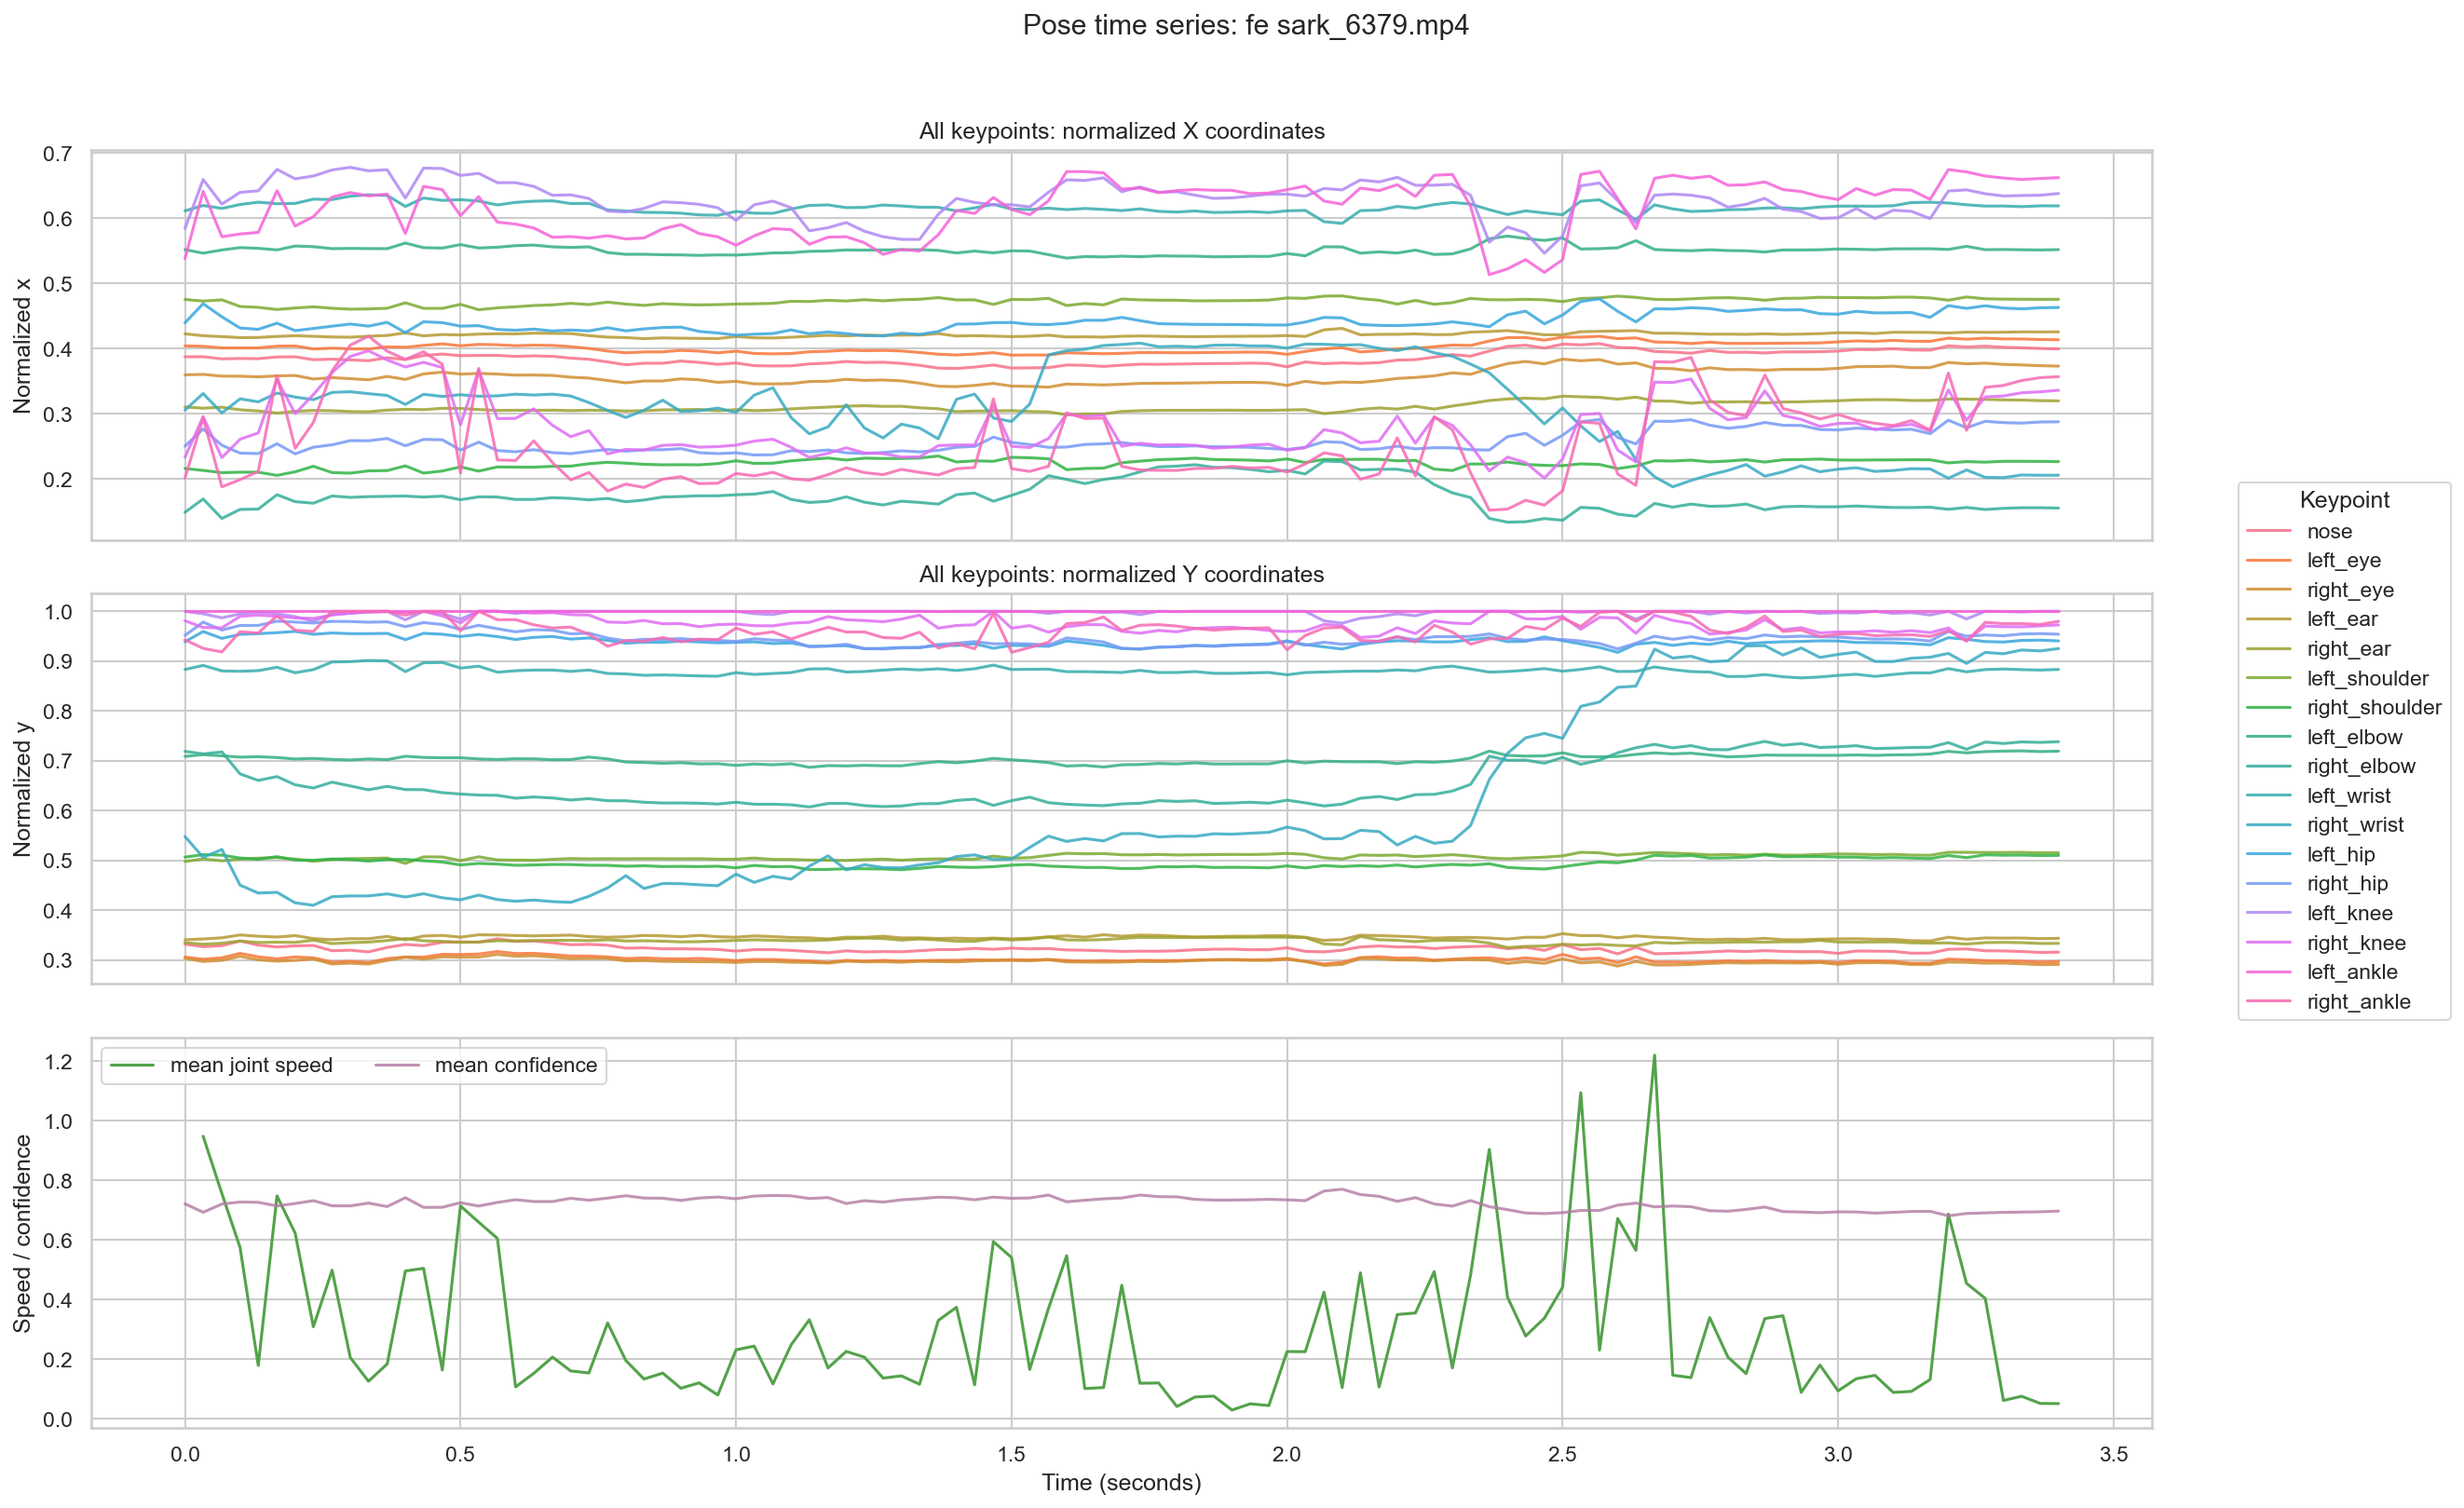 Pose time series: fe sark_6379.mp4
All keypoints: normalized X coordinates
0.7
0.6
0.5
0.4
0.3
0.2
Normalized x
All keypoints: normalized Y coordinates
1.0
0.9
0.8
0.7
0.6
0.5
0.4
0.3
Normalized y
Keypoint
nose
left_eye
right_eye
left_ear
right_ear
left_shoulder
right_shoulder
left_elbow
right_elbow
left_wrist
right_wrist
left_hip
right_hip
left_knee
right_knee
left_ankle
right_ankle
mean joint speed mean confidence
1.2
1.0
0.8
0.6
0.4
0.2
0.0
Speed / confidence
0.0 0.5 1.0 1.5 2.0 2.5 3.0 3.5
Time (seconds)